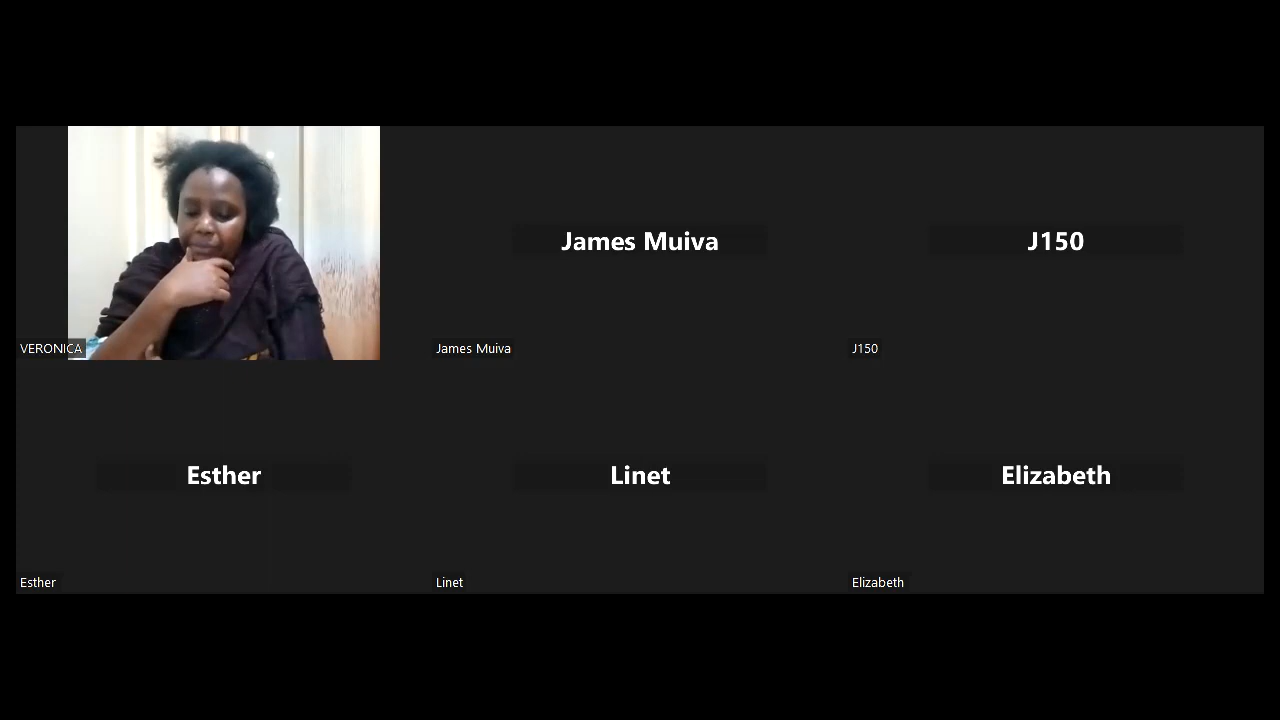 James Muiva
J150
VERONICA
James Muiva
J150
Esther
Linet
Elizabeth
Esther
Linet
Elizabeth